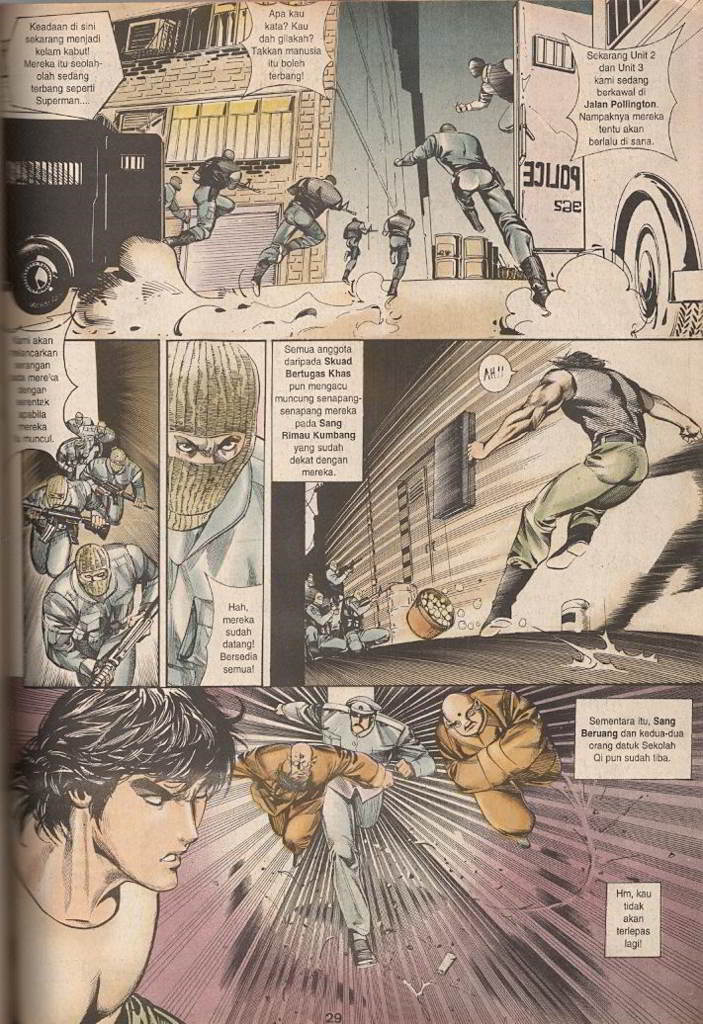 Keadaan di sini
sekarang menjadi
kelam kabut!
Mereka itu seolah-
olah sedang
terbang seperti
Superman....
Apa kau
kata? Kau
dah gilakah?
Takkan manusia
itu boleh
terbang!
Sekarang Unit 2
dan Unit 3
kami sedang
berkawal di
Jalan Pollington.
Nampaknya mereka
tentu akan
berlalu di sana.
POLICE
Kami akan
melancarkan
serangan
pada mereka
dengan
serentak
apabila
mereka
muncul.
Hah,
mereka
sudah
datang!
Bersedia
semua!
Semua anggota
daripada Skuad
Bertugas Khas
pun mengacu
muncung senapang-
senapang mereka
pada Sang
Rimau Kumbang
yang sudah
dekat dengan
mereka.
AH!!
Sementara itu, Sang
Beruang dan kedua-dua
orang datuk Sekolah
Qi pun sudah tiba.
Hm, kau
tidak
akan
terlepas
lagi!
29